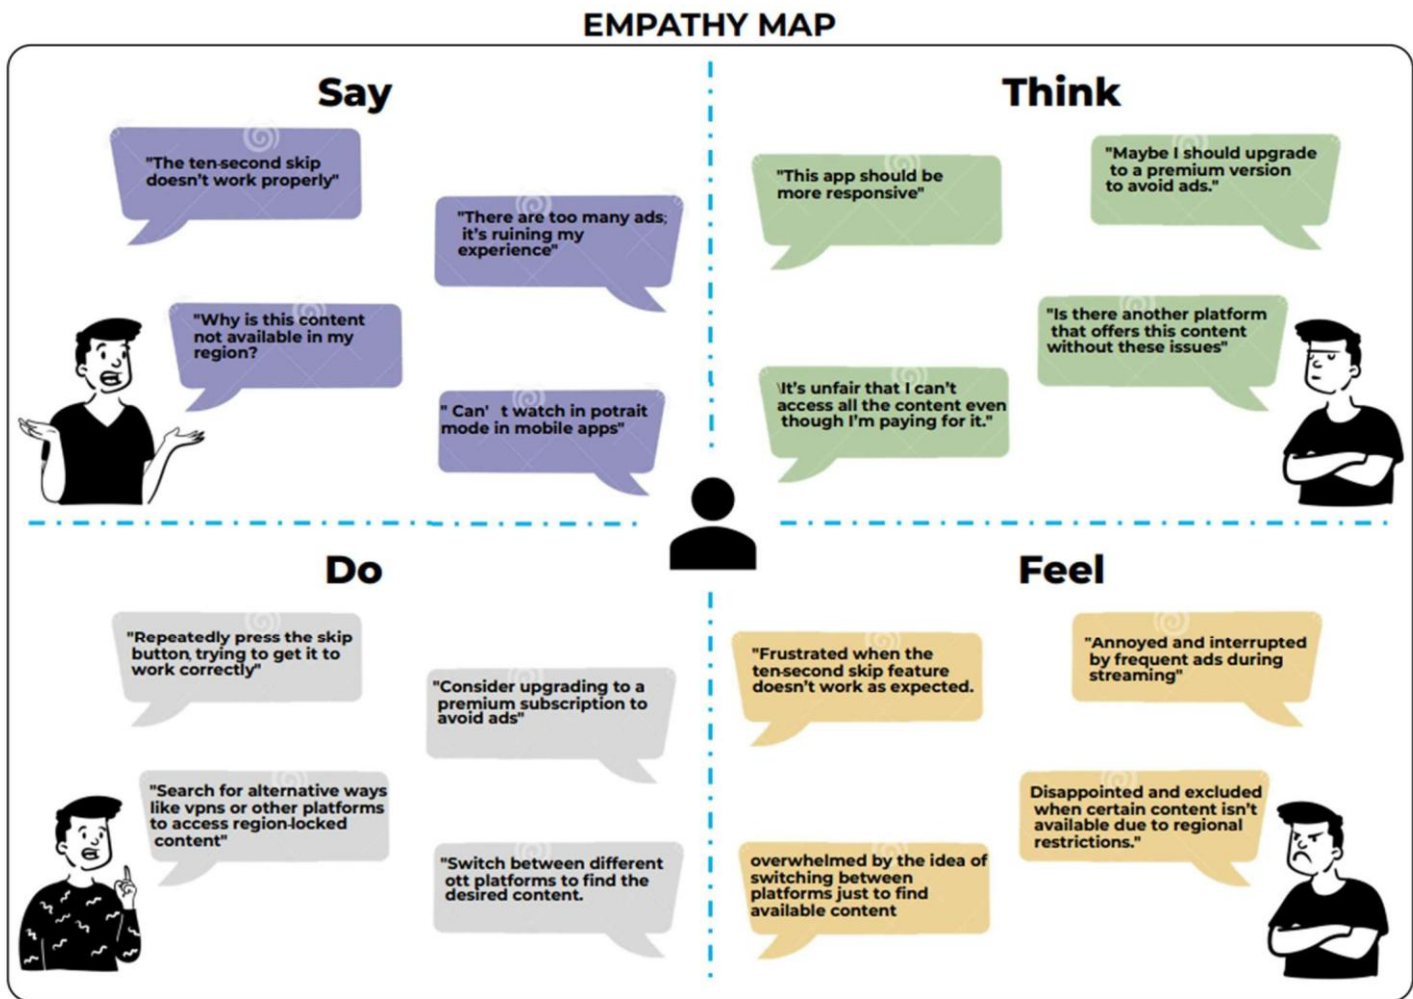 EMPATHY MAP
Say
"The ten-second skip
doesn't work properly"
"There are too many ads;
it's ruining my
experience"
"Why is this content
not available in my
region?
" Can' t watch in potrait
mode in mobile apps"
Think
"This app should be
more responsive"
"Maybe I should upgrade
to a premium version
to avoid ads."
"Is there another platform
that offers this content
without these issues"
\It's unfair that I can't
access all the content even
though I'm paying for it."
Do
"Repeatedly press the skip
button, trying to get it to
work correctly"
"Consider upgrading to a
premium subscription to
avoid ads"
"Search for alternative ways
like vpns or other platforms
to access region-locked
content"
"Switch between different
ott platforms to find the
desired content.
Feel
"Frustrated when the
ten-second skip feature
doesn't work as expected.
"Annoyed and interrupted
by frequent ads during
streaming"
Disappointed and excluded
when certain content isn't
available due to regional
restrictions."
overwhelmed by the idea of
switching between
platforms just to find
available content